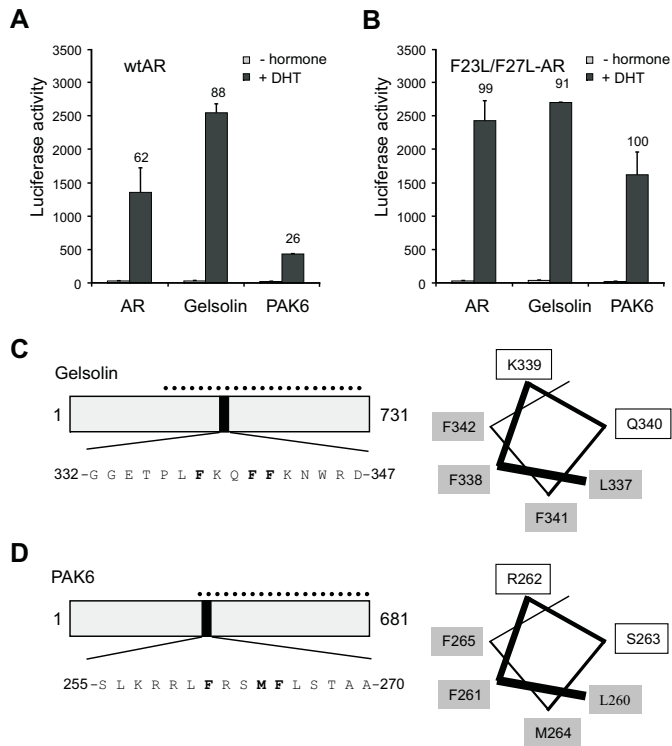 A
wtAR
- hormone
+ DHT
Luciferase activity
3500
3000
2500
2000
1500
1000
500
0
62
88
26
AR Gelsolin PAK6
B
F23L/F27L-AR
- hormone
+ DHT
Luciferase activity
3500
3000
2500
2000
1500
1000
500
0
99
91
100
AR Gelsolin PAK6
C
Gelsolin
1 731
332-G G E T P L F K Q F F K N W R D-347
K339
Q340
F342
F338
L337
F341
D
PAK6
1 681
255-S L K R R L F R S M F L S T A A-270
R262
S263
F265
F261
L260
M264